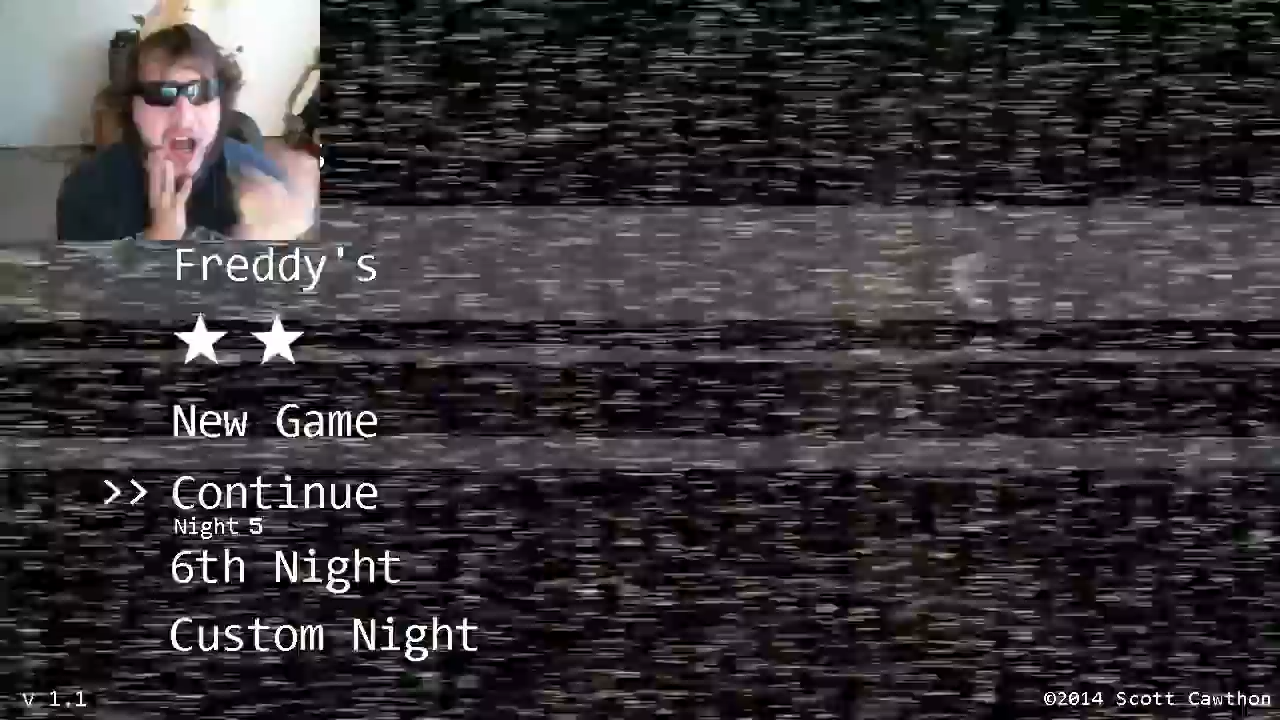 Freddy's
★ ★
New Game
>> Continue
Night 5
6th Night
Custom Night
v 1.1
©2014 Scott Cawthon